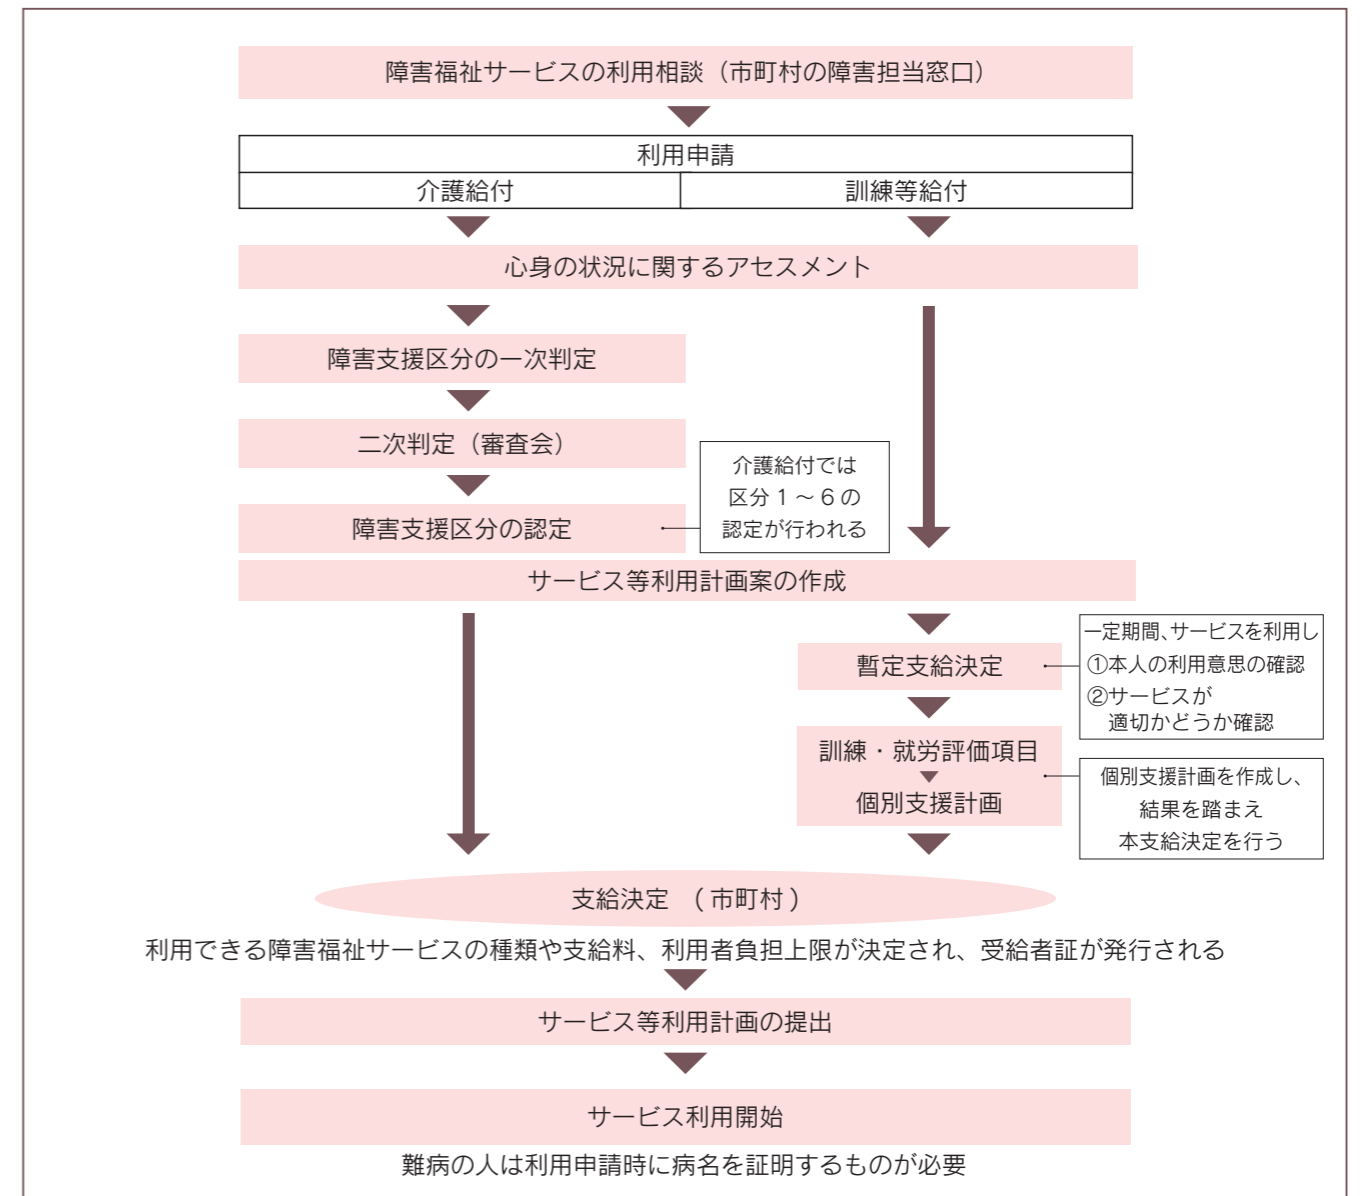 障害福祉サービスの利用相談（市町村の障害担当窓口）
利用申請
介護給付
訓練等給付
心身の状況に関するアセスメント
障害支援区分の一次判定
二次判定（審査会）
障害支援区分の認定
介護給付では
区分１～６の
認定が行われる
サービス等利用計画案の作成
暫定支給決定
一定期間、サービスを利用し
①本人の利用意思の確認
②サービスが
適切かどうか確認
訓練・就労評価項目
個別支援計画
個別支援計画を作成し、
結果を踏まえ
本支給決定を行う
支給決定 （市町村）
利用できる障害福祉サービスの種類や支給料、利用者負担上限が決定され、受給者証が発行される
サービス等利用計画の提出
サービス利用開始
難病の人は利用申請時に病名を証明するものが必要